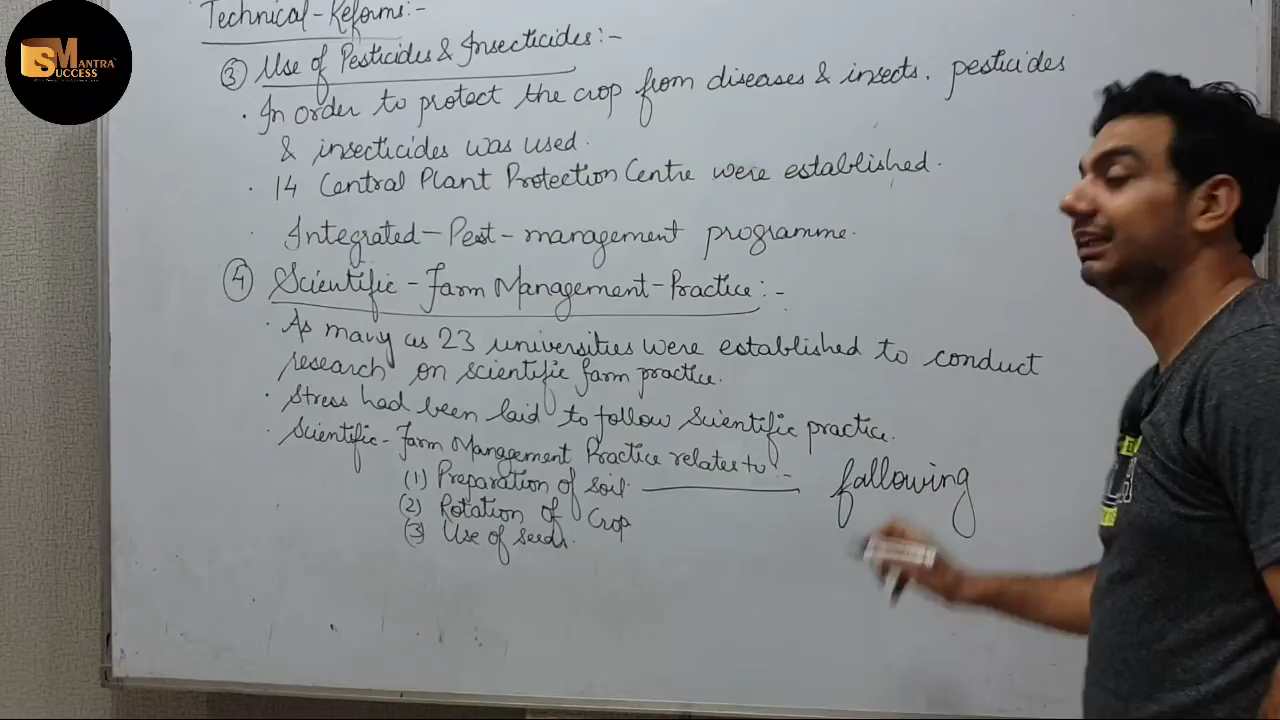 SM MANTRA
SUCCESS
Technical-Reforms:-
③ Use of Pesticides & Insecticides:-
· In order to protect the crop from diseases & insects. pesticides
& insecticides was used.
· 14 Central Plant Protection Centre were established.
· Integrated-Pest-management programme.
④ Scientific-Farm Management-Practice:-
· As many as 23 universities were established to conduct
research on scientific farm practice.
· Stress had been laid to follow Scientific practice.
· Scientific-Farm Management Practice relates to:-
(1) Preparation of soil. fallowing
(2) Rotation of Crop
(3) Use of seeds.